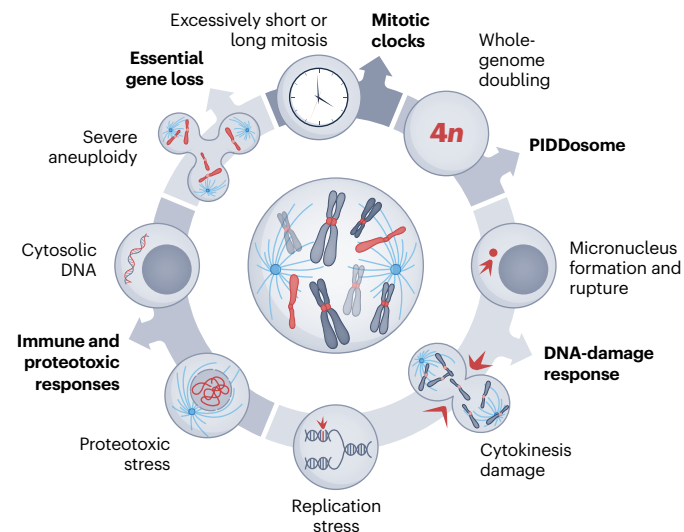 Excessively short or
long mitosis
Mitotic
clocks
Whole-
genome
doubling
4n
PIDDosome
Micronucleus
formation and
rupture
DNA-damage
response
Cytokinesis
damage
Replication
stress
Proteotoxic
stress
Immune and
proteotoxic
responses
Cytosolic
DNA
Severe
aneuploidy
Essential
gene loss